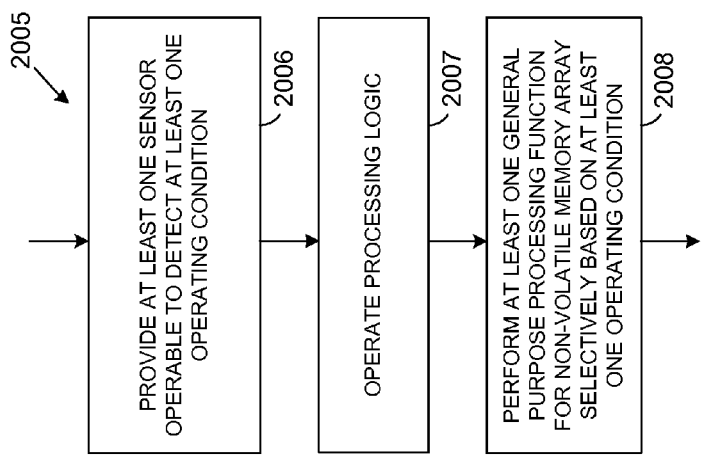 2005
PROVIDE AT LEAST ONE SENSOR
OPERABLE TO DETECT AT LEAST ONE
OPERATING CONDITION
2006
OPERATE PROCESSING LOGIC
2007
PERFORM AT LEAST ONE GENERAL
PURPOSE PROCESSING FUNCTION
FOR NON-VOLATILE MEMORY ARRAY
SELECTIVELY BASED ON AT LEAST
ONE OPERATING CONDITION
2008